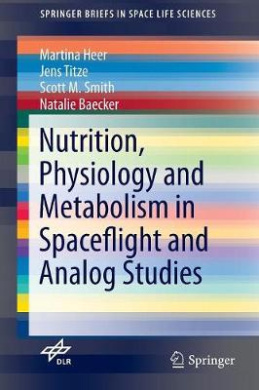 SPRINGER BRIEFS IN SPACE LIFE SCIENCES
Martina Heer
Jens Titze
Scott M. Smith
Natalie Baecker
Nutrition,
Physiology and
Metabolism in
Spaceflight and
Analog Studies
DLR
Springer